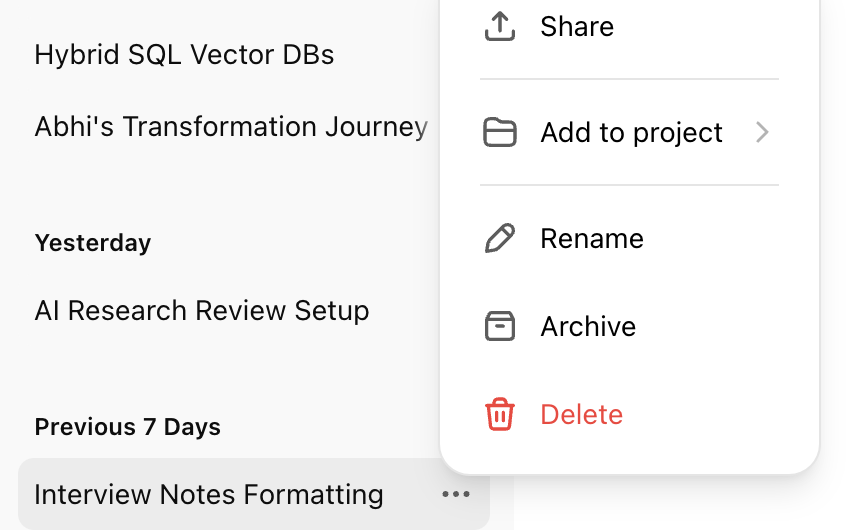 Hybrid SQL Vector DBs
Abhi's Transformation Journey
Yesterday
AI Research Review Setup
Previous 7 Days
Interview Notes Formatting
Share
Add to project
Rename
Archive
Delete